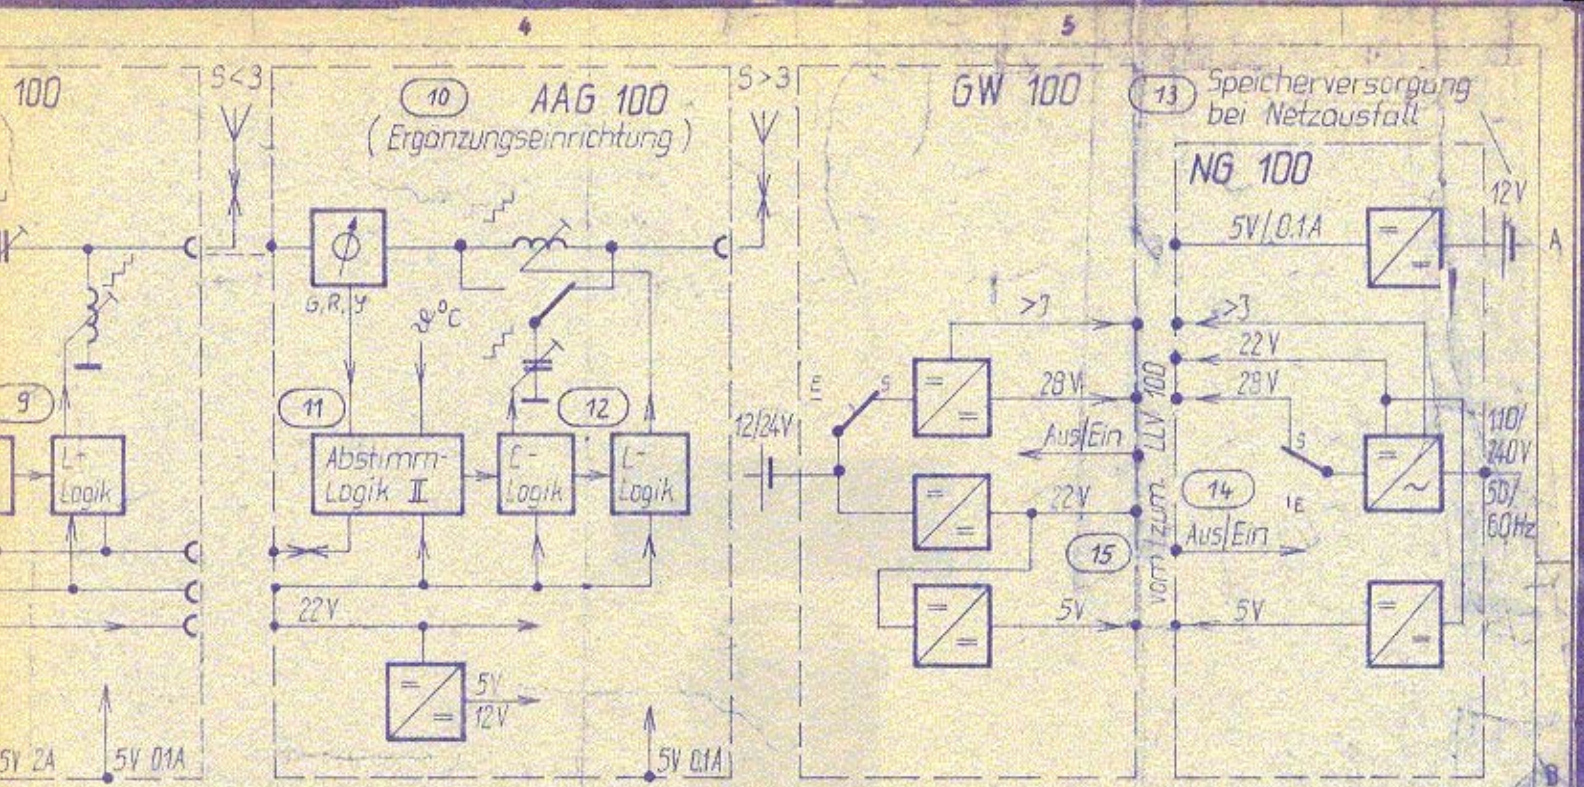 4
5
100
S<3
10
AAG 100
(Ergänzungseinrichtung)
S>3
GW 100
13
Speicherversorgung
bei Netzausfall
NG 100
12V
5V/0.1A
A
G,R,φ
ϑ °C
>3
>3
22V
28V
28V
E
S
9
11
12
12/24V
Aus/Ein
LLV 100
110/
240V
50/
60Hz
L-
Logik
Abstimm-
Logik II
C-
Logik
L-
Logik
S
14
E
22V
15
vom/zum
Aus/Ein
22V
5V
5V
5V
12V
5V 2A
5V 0.1A
5V 0.1A
B